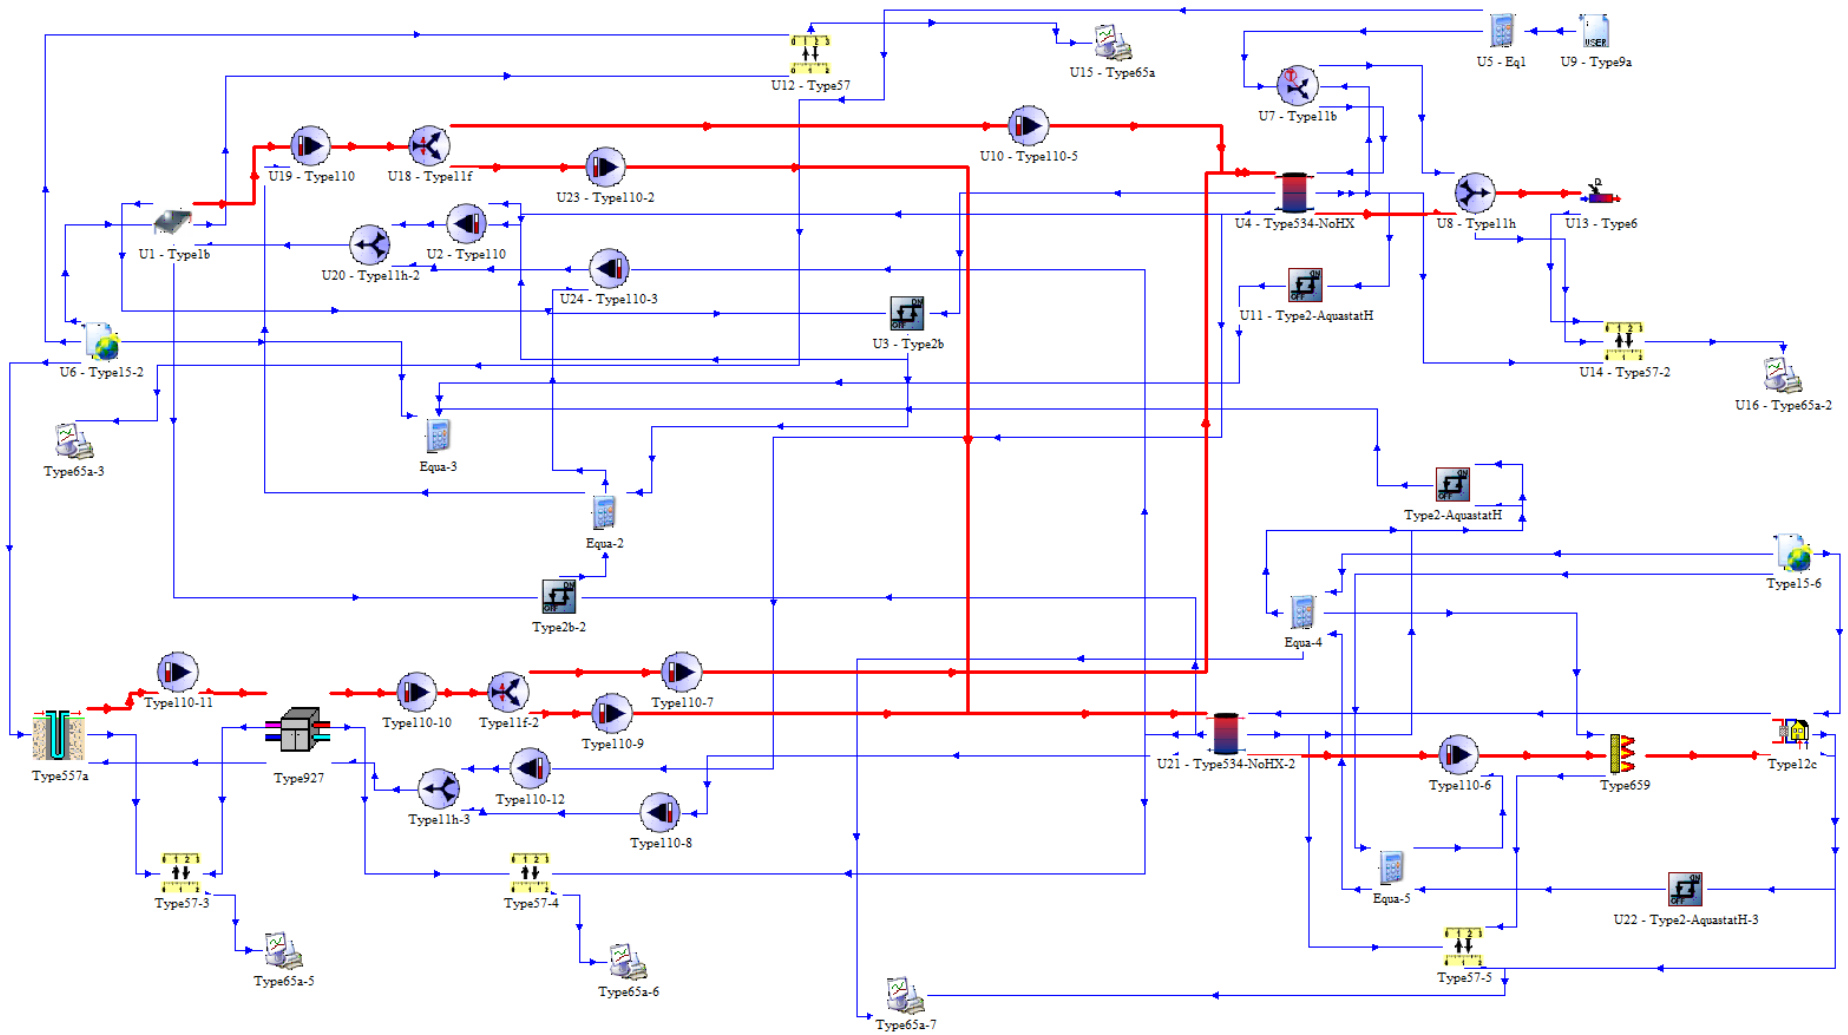 U12 - Type57
U15 - Type65a
U5 - Eq1
U9 - Type9a
U7 - Type11b
U19 - Type110
U18 - Type11f
U10 - Type110-5
U23 - Type110-2
U1 - Type1b
U20 - Type11h-2
U2 - Type110
U4 - Type534-NoHX
U8 - Type11h
U13 - Type6
U24 - Type110-3
U11 - Type2-AquastatH
U3 - Type2b
U6 - Type15-2
U14 - Type57-2
U16 - Type65a-2
Type65a-3
Equa-3
Equa-2
Type2-AquastatH
Type15-6
Type2b-2
Equa-4
Type110-11
Type110-10
Type11f-2
Type110-7
Type110-9
Type557a
Type927
U21 - Type534-NoHX-2
Type110-6
Type659
Type12c
Type11h-3
Type110-12
Type110-8
Type57-3
Type57-4
Equa-5
U22 - Type2-AquastatH-3
Type65a-5
Type65a-6
Type57-5
Type65a-7